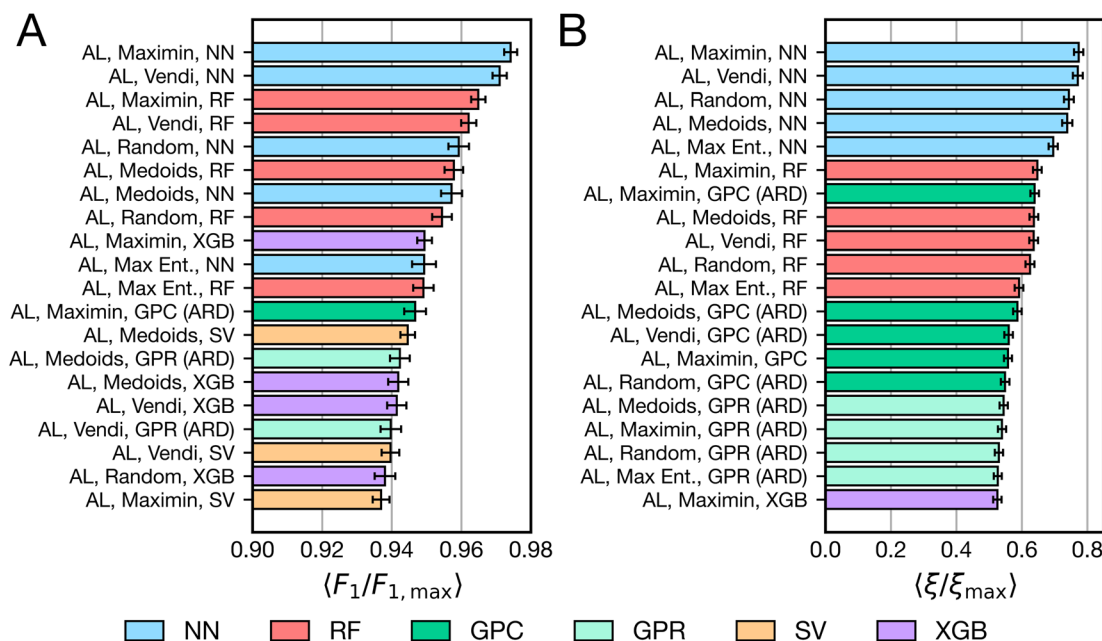 A
AL, Maximin, NN
AL, Vendi, NN
AL, Maximin, RF
AL, Vendi, RF
AL, Random, NN
AL, Medoids, RF
AL, Medoids, NN
AL, Random, RF
AL, Maximin, XGB
AL, Max Ent., NN
AL, Max Ent., RF
AL, Maximin, GPC (ARD)
AL, Medoids, SV
AL, Medoids, GPR (ARD)
AL, Medoids, XGB
AL, Vendi, XGB
AL, Vendi, GPR (ARD)
AL, Vendi, SV
AL, Random, XGB
AL, Maximin, SV
0.90 0.92 0.94 0.96 0.98
⟨F₁/F₁, max⟩
B
AL, Maximin, NN
AL, Vendi, NN
AL, Random, NN
AL, Medoids, NN
AL, Max Ent., NN
AL, Maximin, RF
AL, Maximin, GPC (ARD)
AL, Medoids, RF
AL, Vendi, RF
AL, Random, RF
AL, Max Ent., RF
AL, Medoids, GPC (ARD)
AL, Vendi, GPC (ARD)
AL, Maximin, GPC
AL, Random, GPC (ARD)
AL, Medoids, GPR (ARD)
AL, Maximin, GPR (ARD)
AL, Random, GPR (ARD)
AL, Max Ent., GPR (ARD)
AL, Maximin, XGB
0.0 0.2 0.4 0.6 0.8
⟨ξ/ξmax⟩
NN RF GPC GPR SV XGB